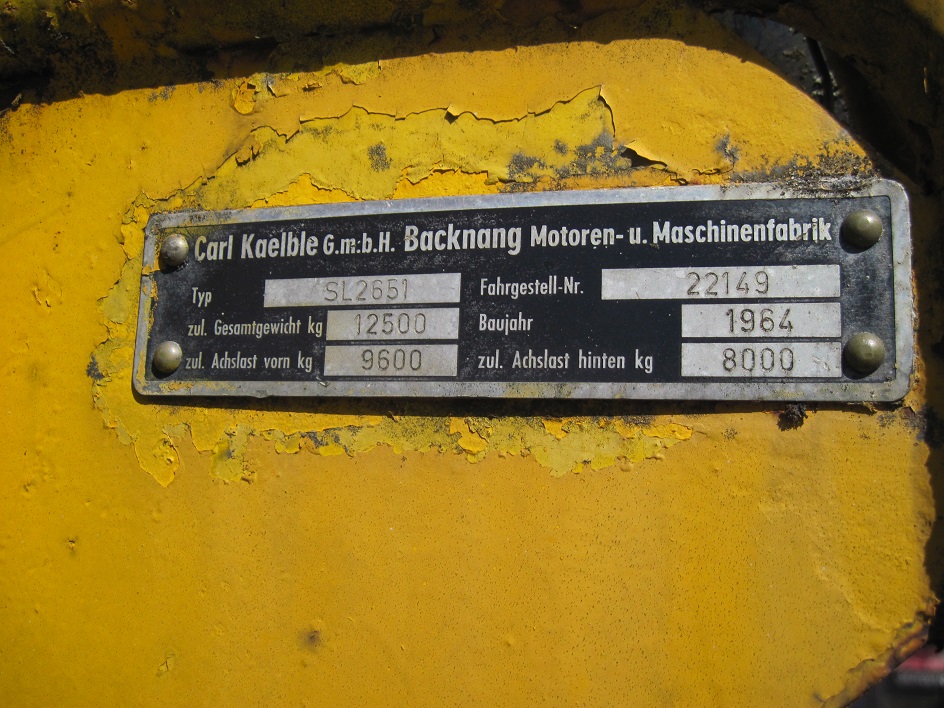 Carl Kaelble G.m.b.H. Backnang Motoren- u. Maschinenfabrik
Typ SL2651 Fahrgestell-Nr. 22149
zul. Gesamtgewicht kg 12500 Baujahr 1964
zul. Achslast vorn kg 9600 zul. Achslast hinten kg 8000